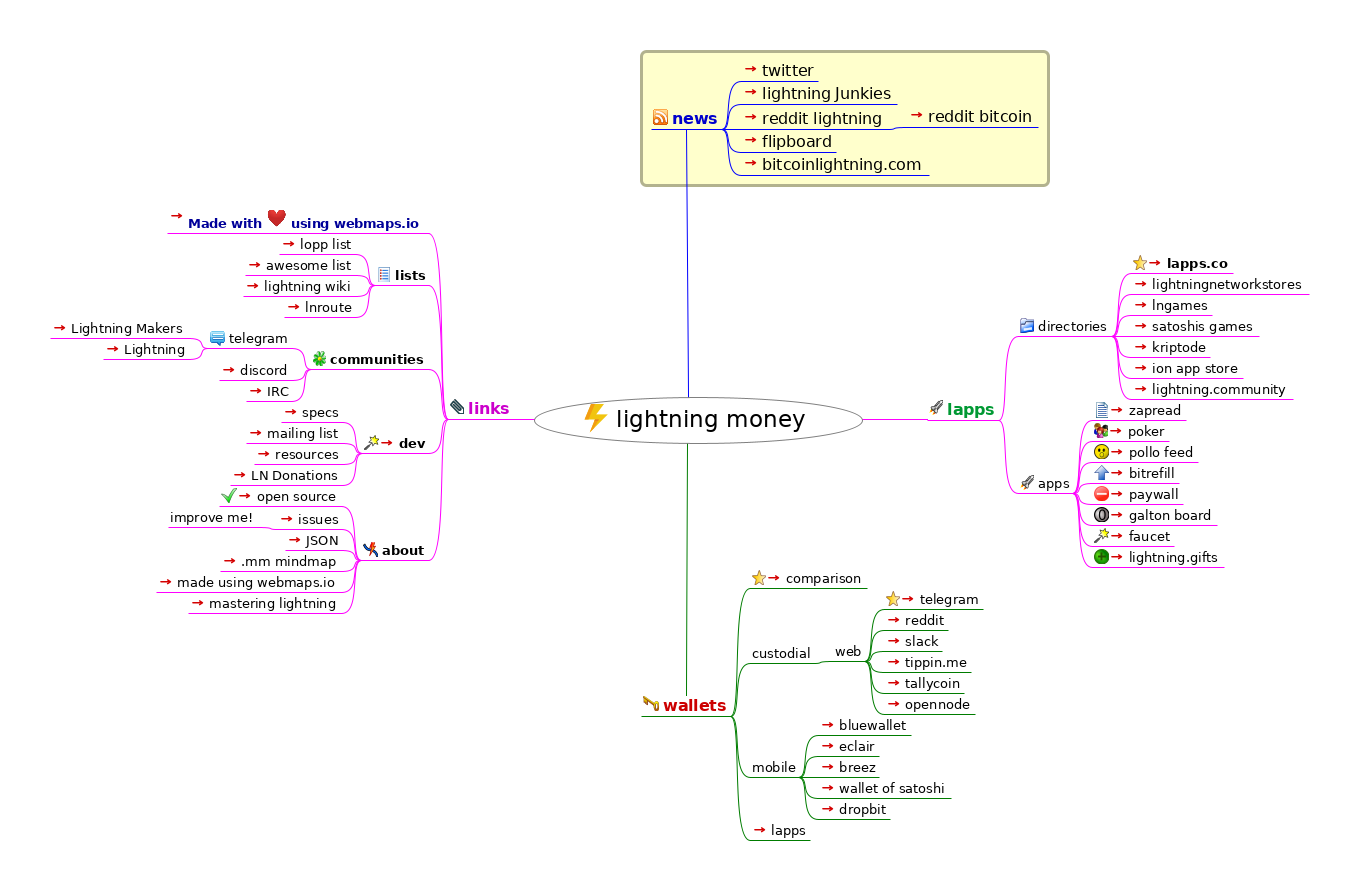 twitter
lightning Junkies
news
reddit lightning
reddit bitcoin
flipboard
bitcoinlightning.com
Made with using webmaps.io
lopp list
awesome list
lists
lightning wiki
lnroute
Lightning Makers
telegram
Lightning
communities
discord
IRC
links
specs
mailing list
dev
resources
LN Donations
open source
improve me!
issues
JSON
about
.mm mindmap
made using webmaps.io
mastering lightning
lightning money
lapps
lapps.co
lightningnetworkstores
lngames
directories
satoshis games
kriptode
ion app store
lightning.community
zapread
poker
pollo feed
apps
bitrefill
paywall
galton board
faucet
lightning.gifts
wallets
comparison
custodial
web
telegram
reddit
slack
tippin.me
tallycoin
opennode
mobile
bluewallet
eclair
breez
wallet of satoshi
dropbit
lapps